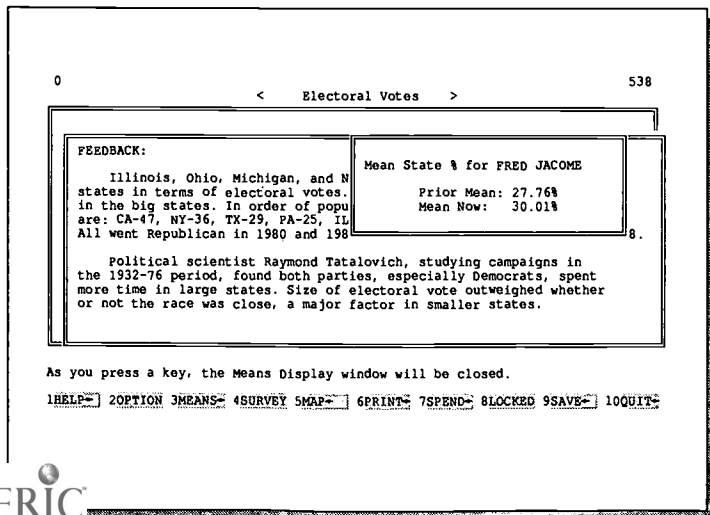 0 538
< Electoral Votes >
FEEDBACK:
Mean State % for FRED JACOME
Prior Mean: 27.76%
Mean Now: 30.01%
Illinois, Ohio, Michigan, and N
states in terms of electoral votes.
in the big states. In order of popu
are: CA-47, NY-36, TX-29, PA-25, IL
All went Republican in 1980 and 198 8.
Political scientist Raymond Tatalovich, studying campaigns in
the 1932-76 period, found both parties, especially Democrats, spent
more time in large states. Size of electoral vote outweighed whether
or not the race was close, a major factor in smaller states.
As you press a key, the Means Display window will be closed.
1HELP 2OPTION 3MEANS 4SURVEY 5MAP 6PRINT 7SPEND 8LOCKED 9SAVE 10QUIT
ERIC